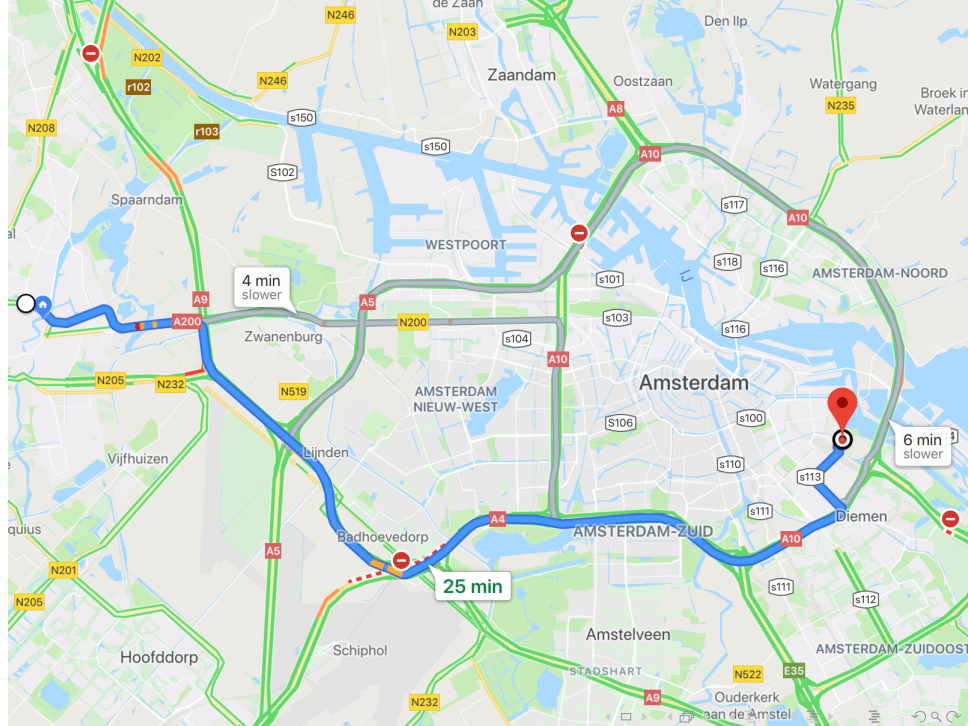 de Zaan
N246
Den Ilp
N203
N202
Zaandam
Oostzaan
N246
Watergang
r102
Broek in
Waterlan
N235
A8
s150
N208
r103
s150
A10
S102
Spaarndam
s117
A10
al
WESTPOORT
s118
s116
AMSTERDAM-NOORD
4 min
slower
s101
A9
A5
A200
N200
s103
s116
Zwanenburg
s104
A10
N205
N232
N519
AMSTERDAM
NIEUW-WEST
Amsterdam
S106
s100
6 min
slower
Lijnden
Vijfhuizen
s110
s113
s111
Diemen
quius
A4
AMSTERDAM-ZUID
Badhoevedorp
A10
A5
N201
25 min
s111
N205
s112
Amstelveen
Schiphol
Hoofddorp
AMSTERDAM-ZUIDOOST
STADSHART
N522
E35
A9
Ouderkerk
aan de Amstel
N232